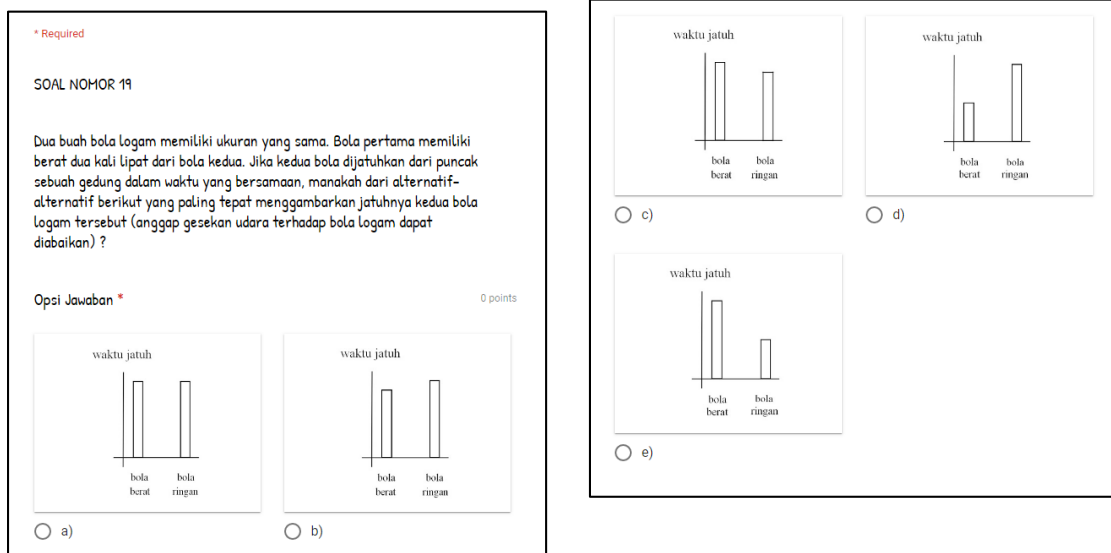 * Required
SOAL NOMOR 19
Dua buah bola logam memiliki ukuran yang sama. Bola pertama memiliki
berat dua kali lipat dari bola kedua. Jika kedua bola dijatuhkan dari puncak
sebuah gedung dalam waktu yang bersamaan, manakah dari alternatif-
alternatif berikut yang paling tepat menggambarkan jatuhnya kedua bola
logam tersebut (anggap gesekan udara terhadap bola logam dapat
diabaikan) ?
Opsi Jawaban *
0 points
waktu jatuh
bola bola
berat ringan
a)
waktu jatuh
bola bola
berat ringan
b)
waktu jatuh
bola bola
berat ringan
c)
waktu jatuh
bola bola
berat ringan
d)
waktu jatuh
bola bola
berat ringan
e)